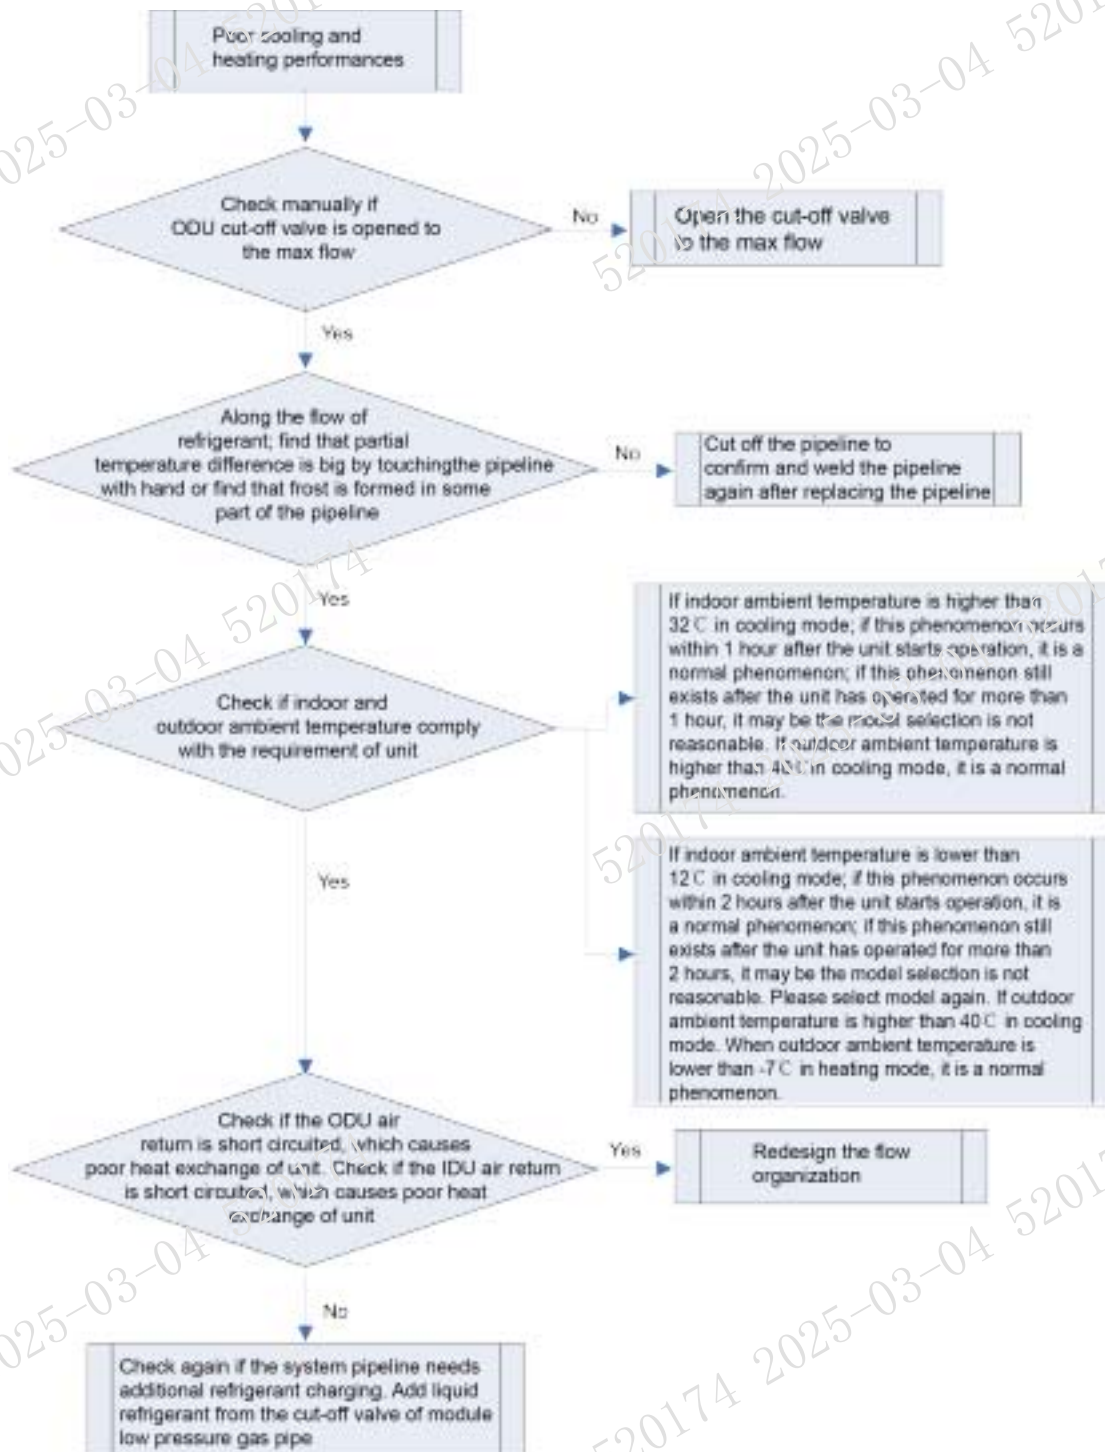 Poor cooling and
heating performances
Check manually if
ODU cut-off valve is opened to
the max flow
No
Open the cut-off valve
to the max flow
Yes
Along the flow of
refrigerant; find that partial
temperature difference is big by touchingthe pipeline
with hand or find that frost is formed in some
part of the pipeline
No
Cut off the pipeline to
confirm and weld the pipeline
again after replacing the pipeline
Yes
Check if indoor and
outdoor ambient temperature comply
with the requirement of unit
If indoor ambient temperature is higher than
32℃ in cooling mode; if this phenomenon occurs
within 1 hour after the unit starts operation, it is a
normal phenomenon; if this phenomenon still
exists after the unit has operated for more than
1 hour, it may be the model selection is not
reasonable. If outdoor ambient temperature is
higher than in cooling mode, it is a normal
phenomenon.
If indoor ambient temperature is lower than
12℃ in cooling mode; if this phenomenon occurs
within 2 hours after the unit starts operation, it is
a normal phenomenon; if this phenomenon still
exists after the unit has operated for more than
2 hours, it may be the model selection is not
reasonable. Please select model again. If outdoor
ambient temperature is higher than 40℃ in cooling
mode. When outdoor ambient temperature is
lower than -7℃ in heating mode, it is a normal
phenomenon.
Yes
Check if the ODU air
return is short circuited, which causes
poor heat exchange of unit. Check if the IDU air return
is short circuited, which causes poor heat
exchange of unit
Yes
Redesign the flow
organization
No
Check again if the system pipeline needs
additional refrigerant charging. Add liquid
refrigerant from the cut-off valve of module
low pressure gas pipe
520174 2025-03-04 520174